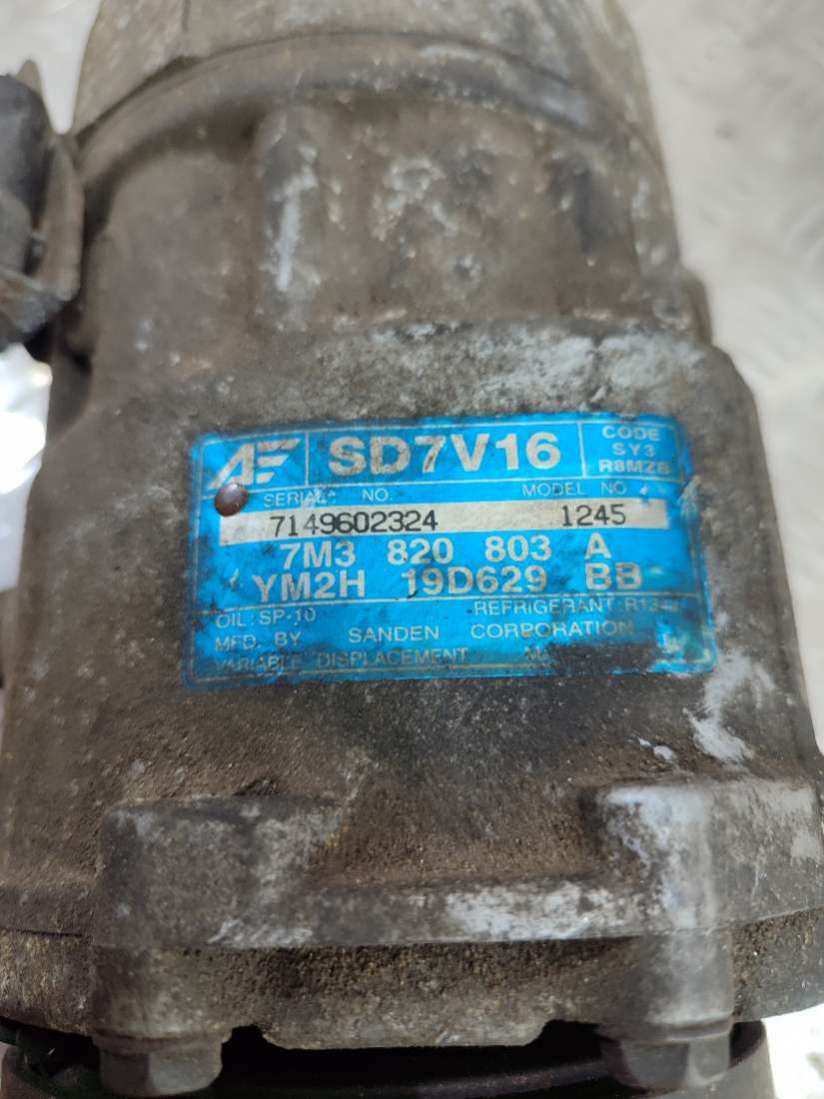 AF SD7V16 CODE
SY3
R8MZB
SERIAL NO. MODEL NO.
7149602324 1245
7M3 820 803 A
YM2H 19D629 BB
OIL: SP-10 REFRIGERANT:
MFD. BY SANDEN CORPORATION
VARIABLE DISPLACEMENT